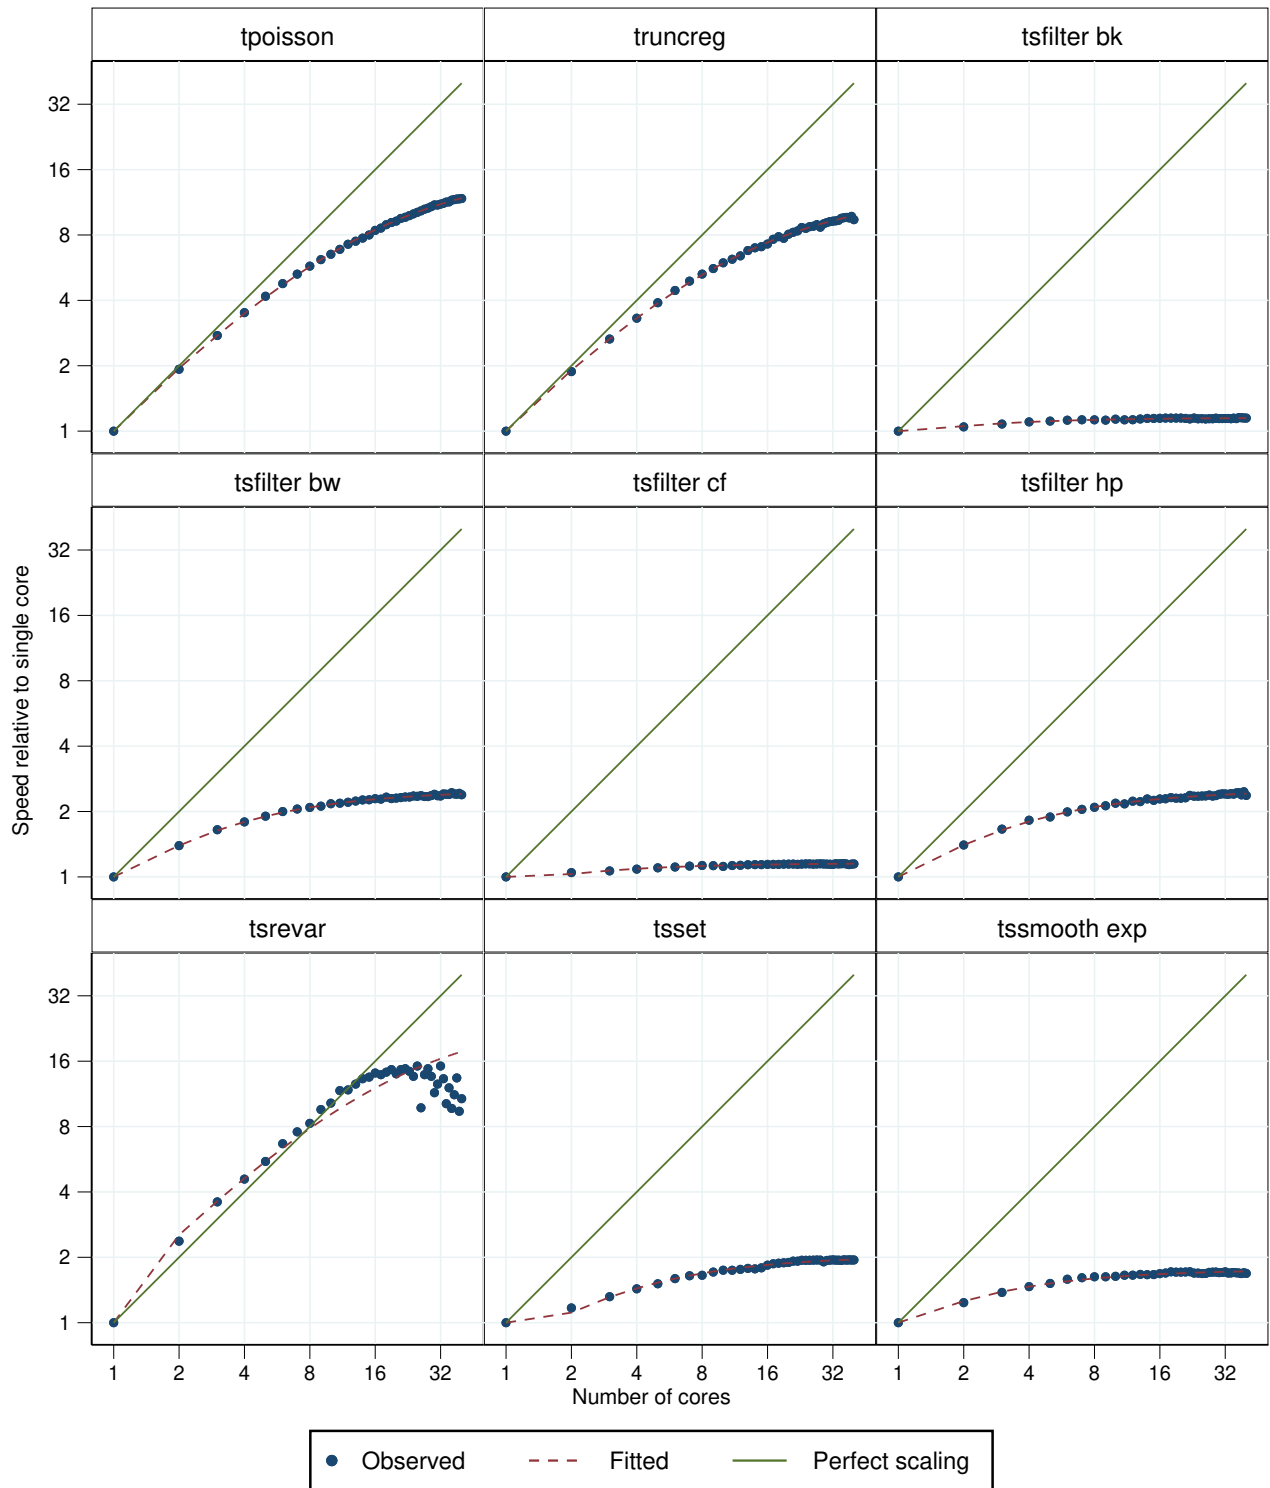 tpoisson
truncreg
tsfilter bk
32
16
8
4
2
1
tsfilter bw
tsfilter cf
tsfilter hp
32
16
8
4
2
1
Speed relative to single core
tsrevar
tsset
tssmooth exp
32
16
8
4
2
1
1 2 4 8 16 32
1 2 4 8 16 32
1 2 4 8 16 32
Number of cores
Observed
Fitted
Perfect scaling